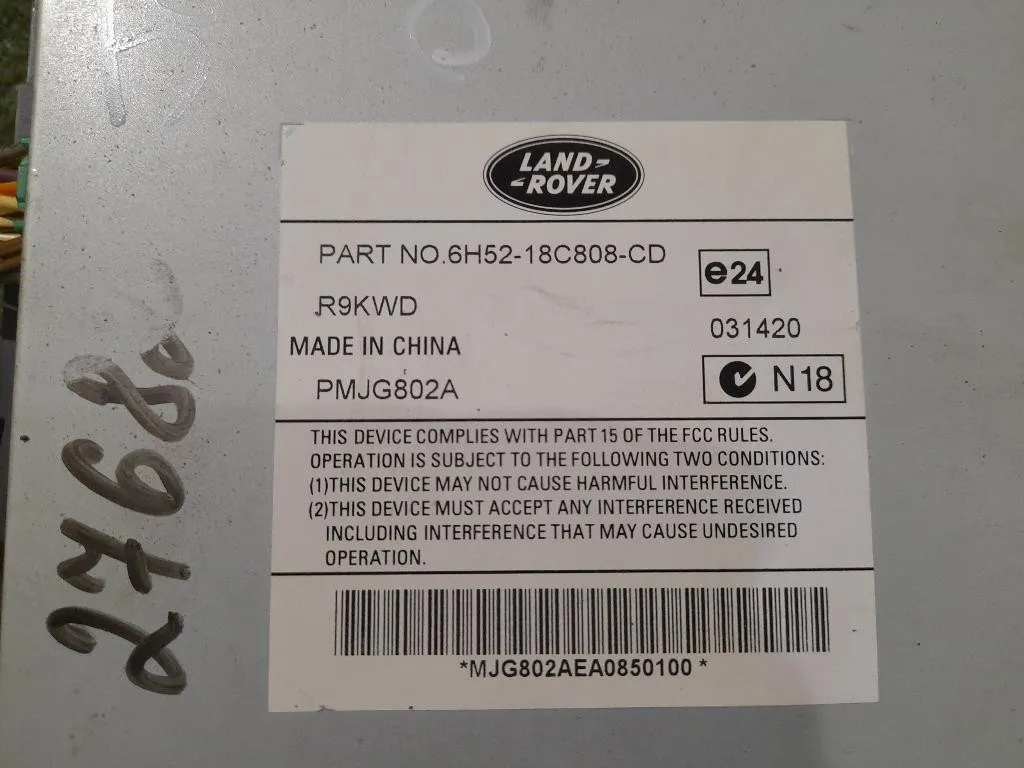 LAND-
-ROVER
PART NO.6H52-18C808-CD
e24
R9KWD
031420
MADE IN CHINA
N18
PMJG802A
THIS DEVICE COMPLIES WITH PART 15 OF THE FCC RULES.
OPERATION IS SUBJECT TO THE FOLLOWING TWO CONDITIONS:
(1)THIS DEVICE MAY NOT CAUSE HARMFUL INTERFERENCE.
(2)THIS DEVICE MUST ACCEPT ANY INTERFERENCE RECEIVED
INCLUDING INTERFERENCE THAT MAY CAUSE UNDESIRED
OPERATION.
*MJG802AEA0850100*